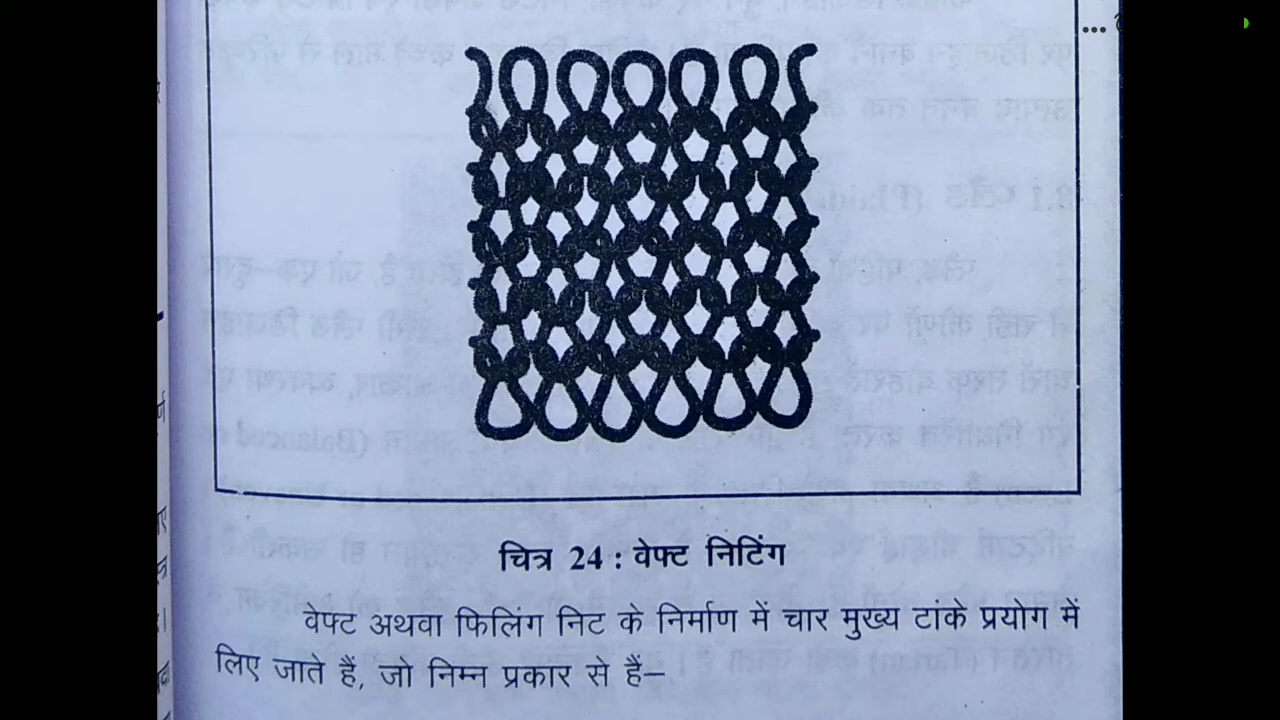 चित्र 24 : वेफ्ट निटिंग
वेफ्ट अथवा फिलिंग निट के निर्माण में चार मुख्य टांके प्रयोग में
लिए जाते हैं, जो निम्न प्रकार से हैं–